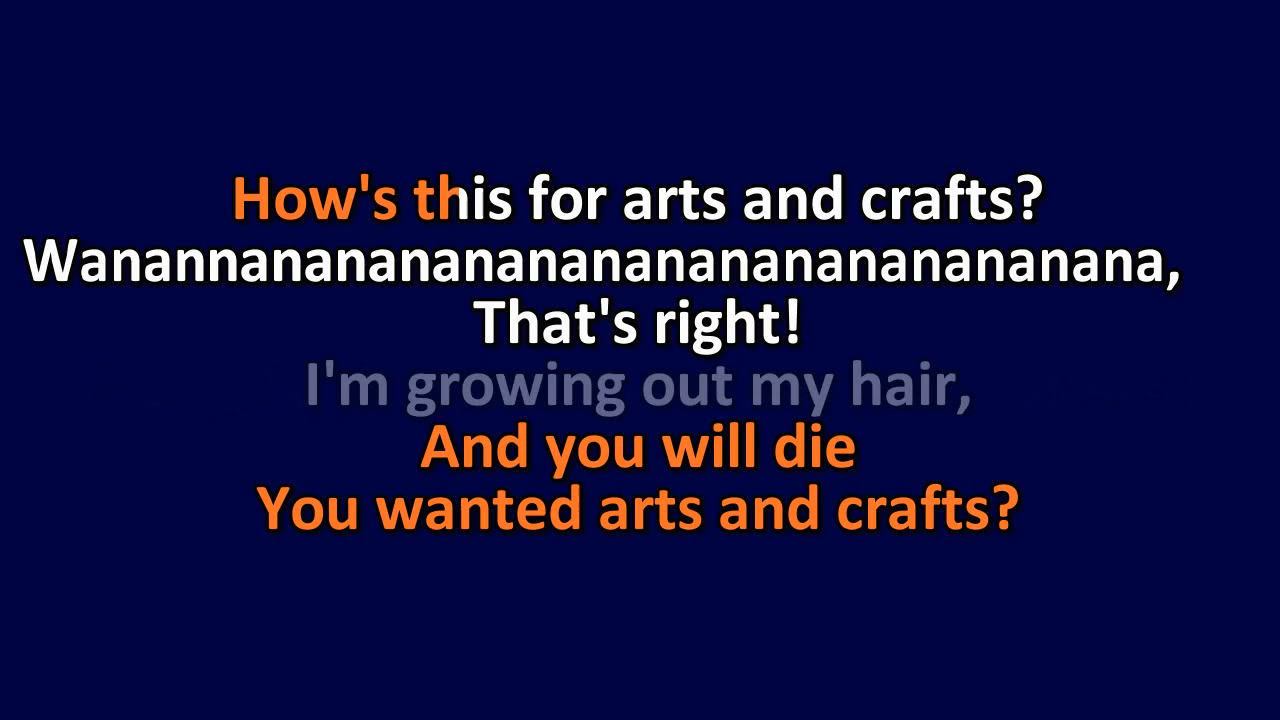 How's this for arts and crafts?
Wanannananananananananananananananana,
That's right!
I'm growing out my hair,
And you will die
You wanted arts and crafts?